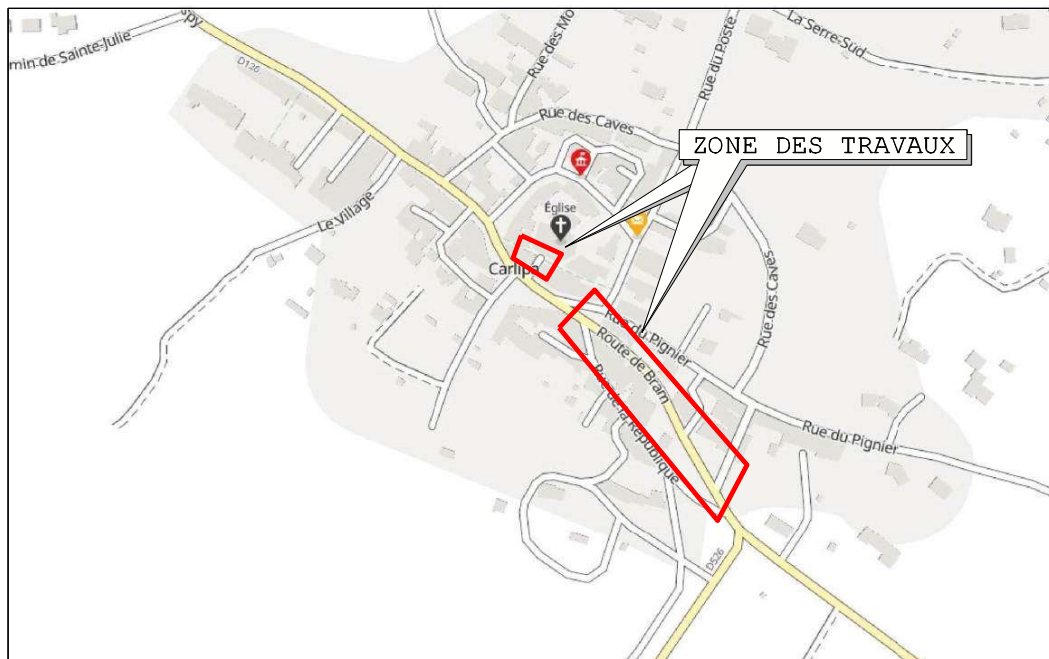 spy
La Serre-Sud
min de Sainte-Julie
D126
Rue des Mo
Rue du Poste
Rue des Caves
ZONE DES TRAVAUX
Le Village
Église
Carlipa
Rue des Caves
Rue du Pignier
Route de Bram
Rue de la République
Rue du Pignier
D526